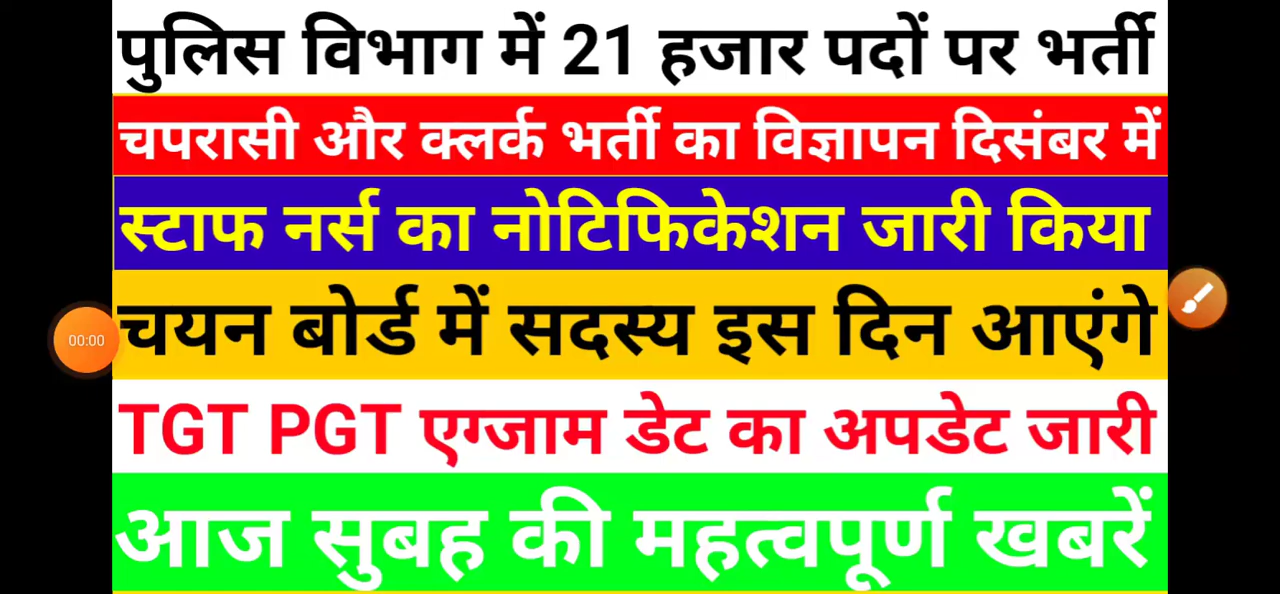 पुलिस विभाग में 21 हजार पदों पर भर्ती
चपरासी और क्लर्क भर्ती का विज्ञापन दिसंबर में
स्टाफ नर्स का नोटिफिकेशन जारी किया
चयन बोर्ड में सदस्य इस दिन आएंगे
00:00
TGT PGT एग्जाम डेट का अपडेट जारी
आज सुबह की महत्वपूर्ण खबरें